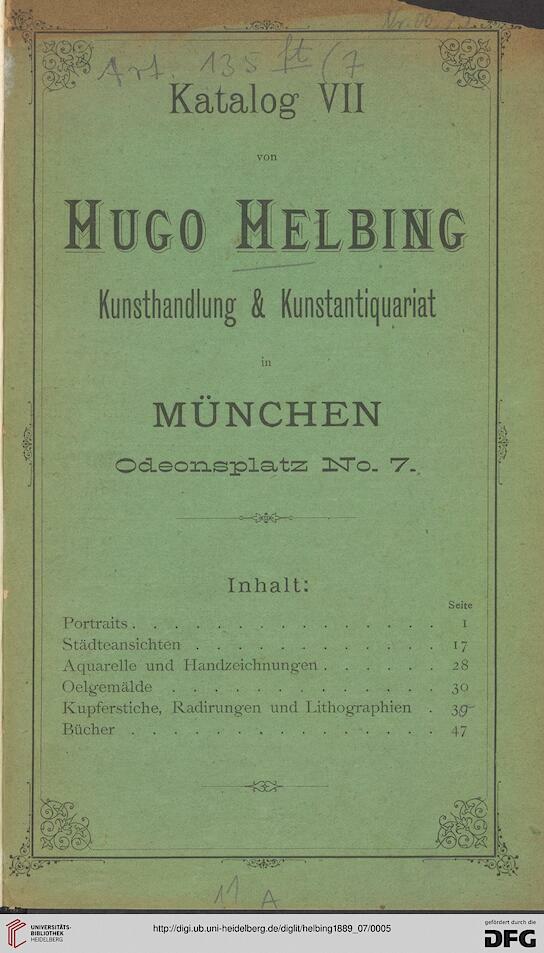 Art. 135 ft (7
Katalog VII
von
HUGO HELBING
Kunsthandlung & Kunstantiquariat
in
MÜNCHEN
Odeonsplatz No. 7.
Inhalt:
Seite
Portraits . . . . . . . . . . . . . . . 1
Städteansichten . . . . . . . . . . . . 17
Aquarelle und Handzeichnungen . . . . . . 28
Oelgemälde . . . . . . . . . . . . . 30
Kupferstiche, Radirungen und Lithographien . 39
Bücher . . . . . . . . . . . . . . . 47
11 A
UNIVERSITÄTS-
BIBLIOTHEK
HEIDELBERG
http://digi.ub.uni-heidelberg.de/diglit/helbing1889_07/0005
gefördert durch die
DFG